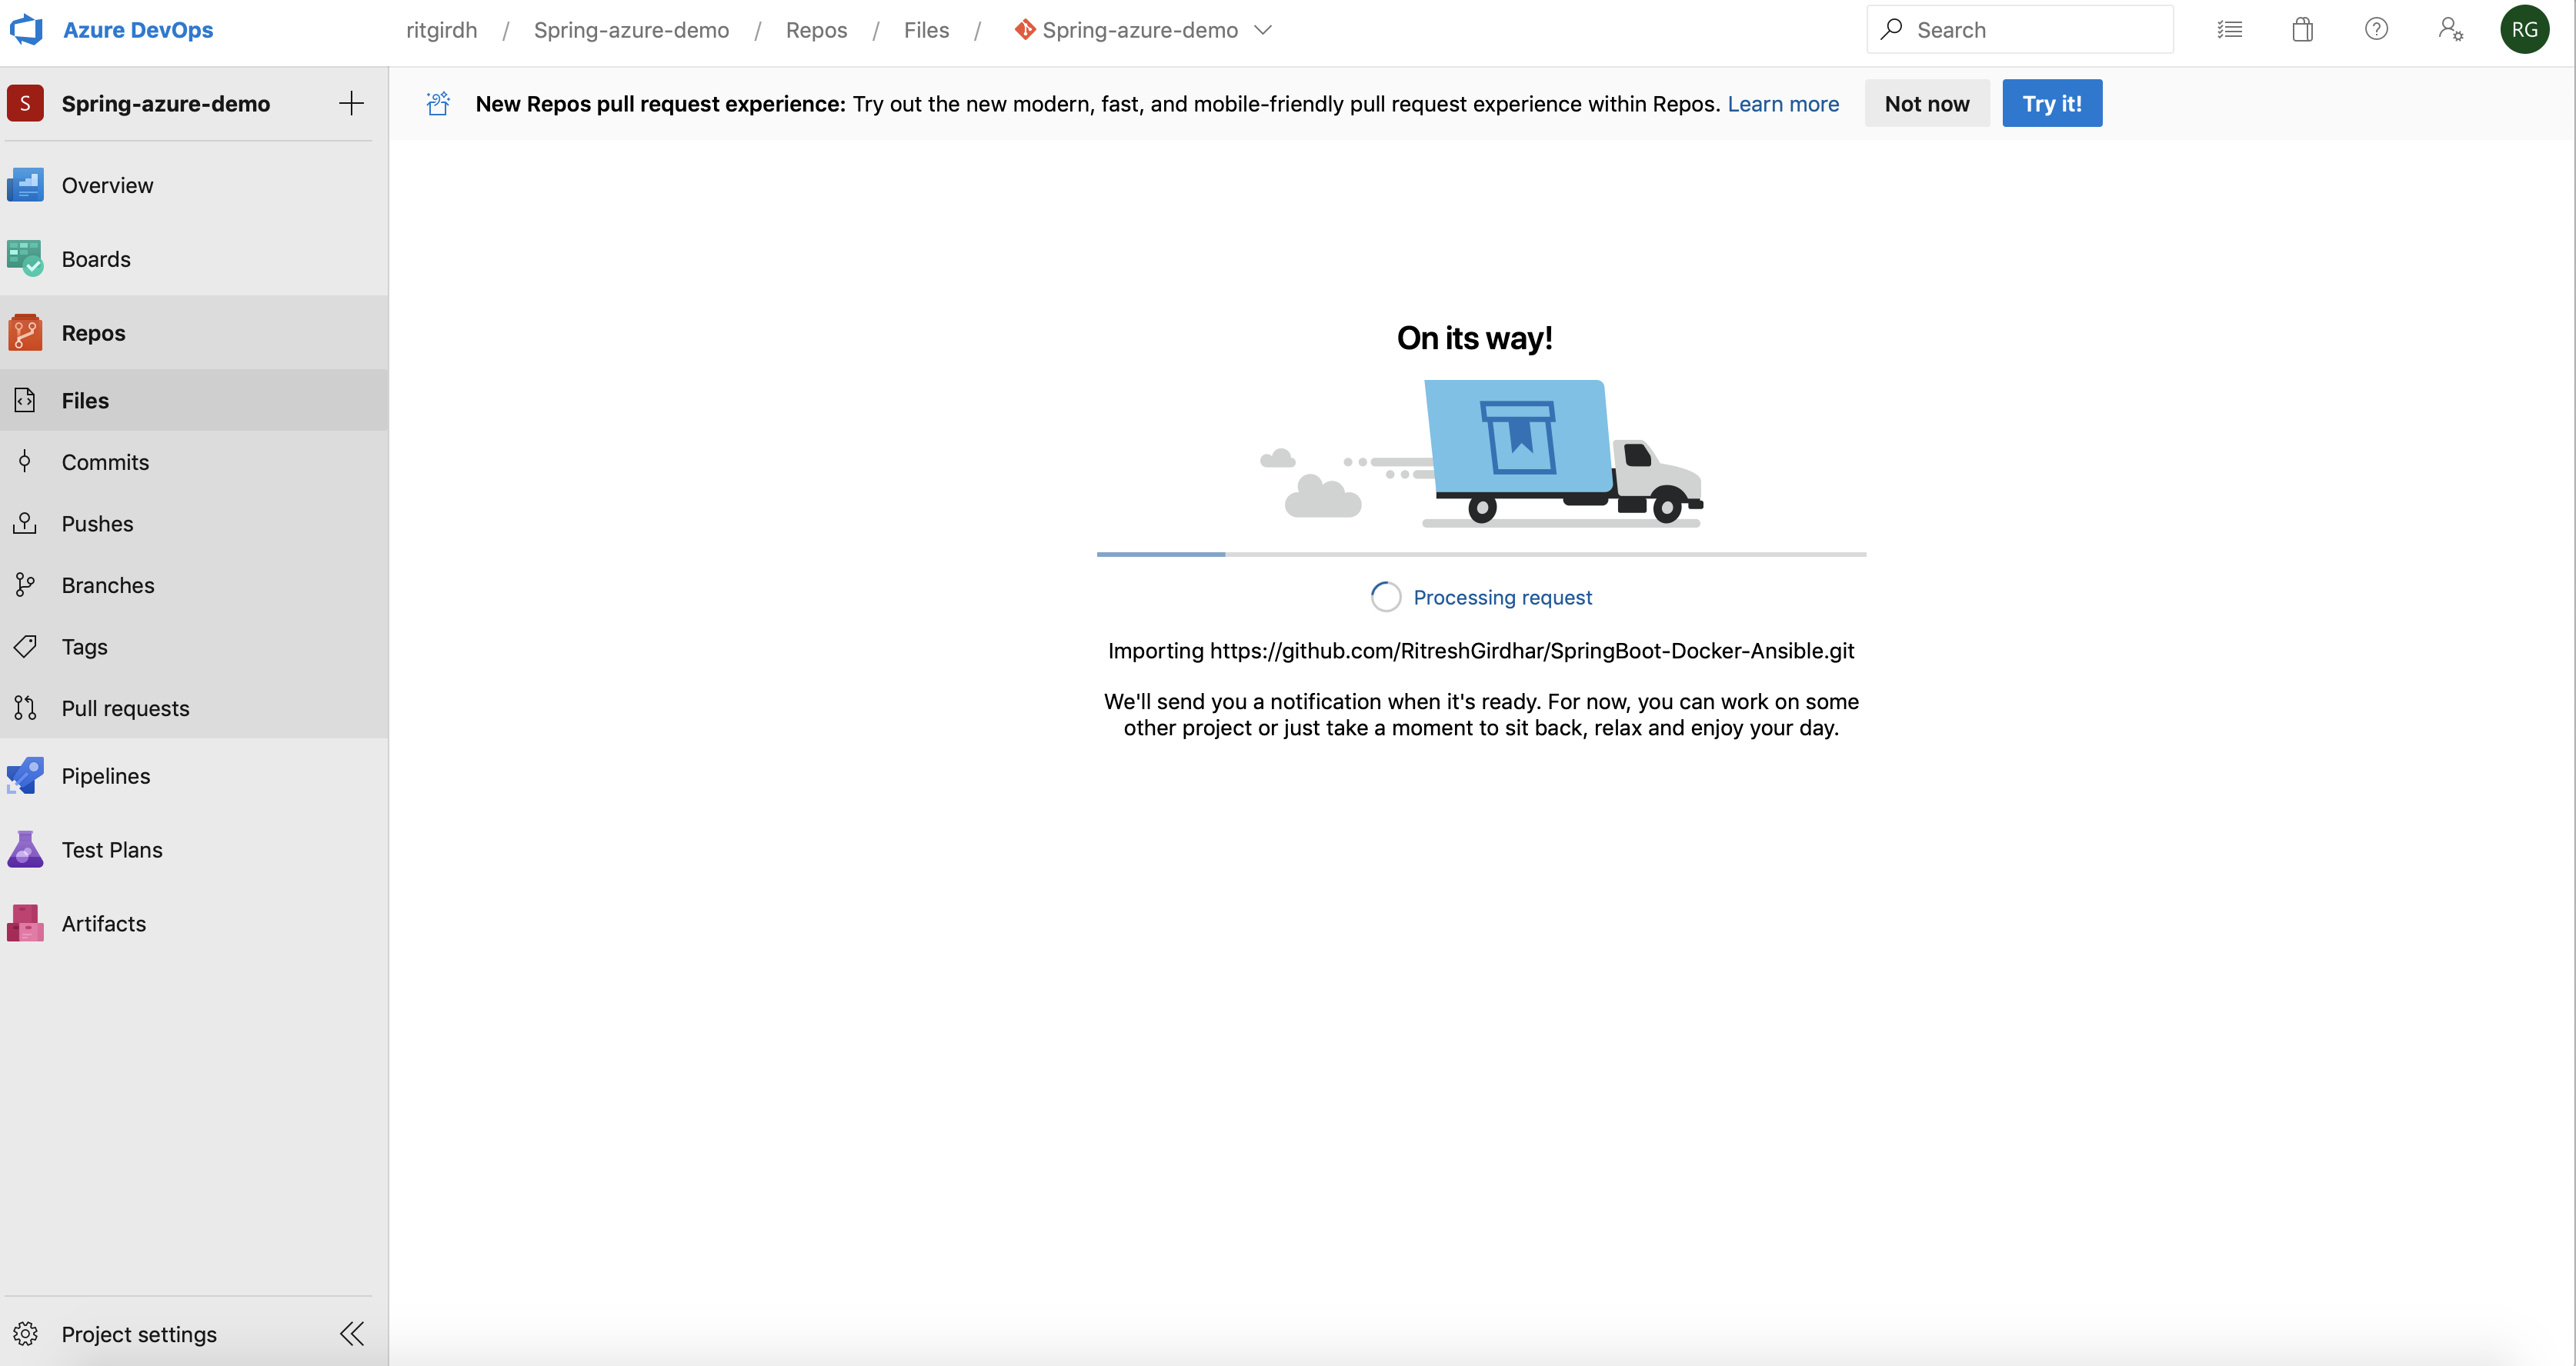 Azure DevOps
ritgirdh / Spring-azure-demo / Repos / Files / Spring-azure-demo
Search
RG
S Spring-azure-demo
New Repos pull request experience: Try out the new modern, fast, and mobile-friendly pull request experience within Repos. Learn more
Not now
Try it!
Overview
Boards
Repos
Files
Commits
Pushes
Branches
Tags
Pull requests
Pipelines
Test Plans
Artifacts
On its way!
Processing request
Importing https://github.com/RitreshGirdhar/SpringBoot-Docker-Ansible.git
We'll send you a notification when it's ready. For now, you can work on some
other project or just take a moment to sit back, relax and enjoy your day.
Project settings